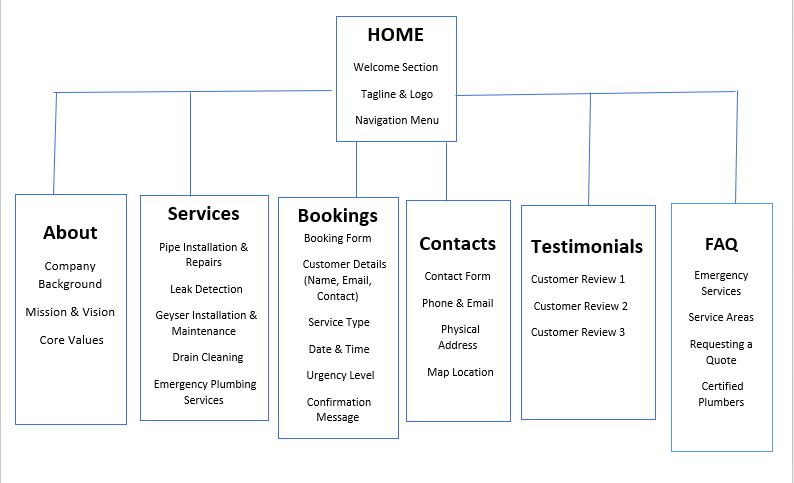 HOME
Welcome Section
Tagline & Logo
Navigation Menu
About
Company
Background
Mission & Vision
Core Values
Services
Pipe Installation &
Repairs
Leak Detection
Geyser Installation &
Maintenance
Drain Cleaning
Emergency Plumbing
Services
Bookings
Booking Form
Customer Details
(Name, Email,
Contact)
Service Type
Date & Time
Urgency Level
Confirmation
Message
Contacts
Contact Form
Phone & Email
Physical
Address
Map Location
Testimonials
Customer Review 1
Customer Review 2
Customer Review 3
FAQ
Emergency
Services
Service Areas
Requesting a
Quote
Certified
Plumbers